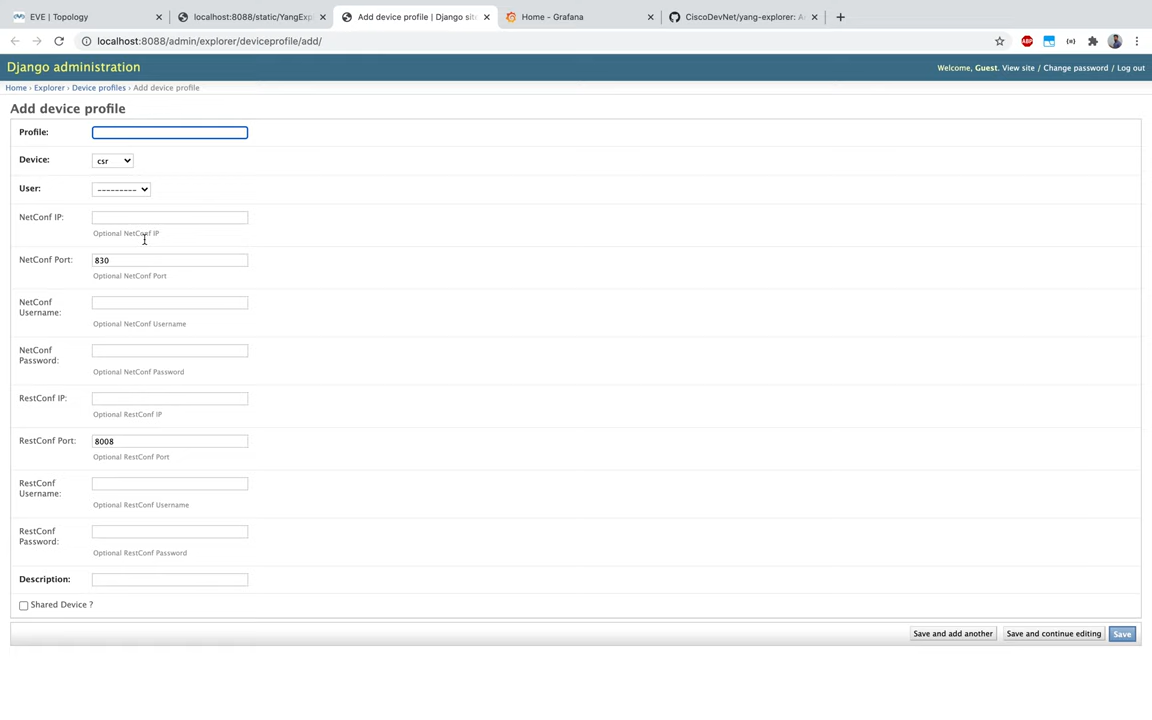 EVE | Topology
localhost:8088/static/YangExp
Add device profile | Django sit
Home - Grafana
CiscoDevNet/yang-explorer: A
localhost:8088/admin/explorer/deviceprofile/add/
ABP
Django administration
Welcome, Guest. View site / Change password / Log out
Home › Explorer › Device profiles › Add device profile
Add device profile
Profile:
Device: csr
User: ---------
NetConf IP:
Optional NetConf IP
NetConf Port: 830
Optional NetConf Port
NetConf
Username:
Optional NetConf Username
NetConf
Password:
Optional NetConf Password
RestConf IP:
Optional RestConf IP
RestConf Port: 8008
Optional RestConf Port
RestConf
Username:
Optional RestConf Username
RestConf
Password:
Optional RestConf Password
Description:
Shared Device ?
Save and add another Save and continue editing Save